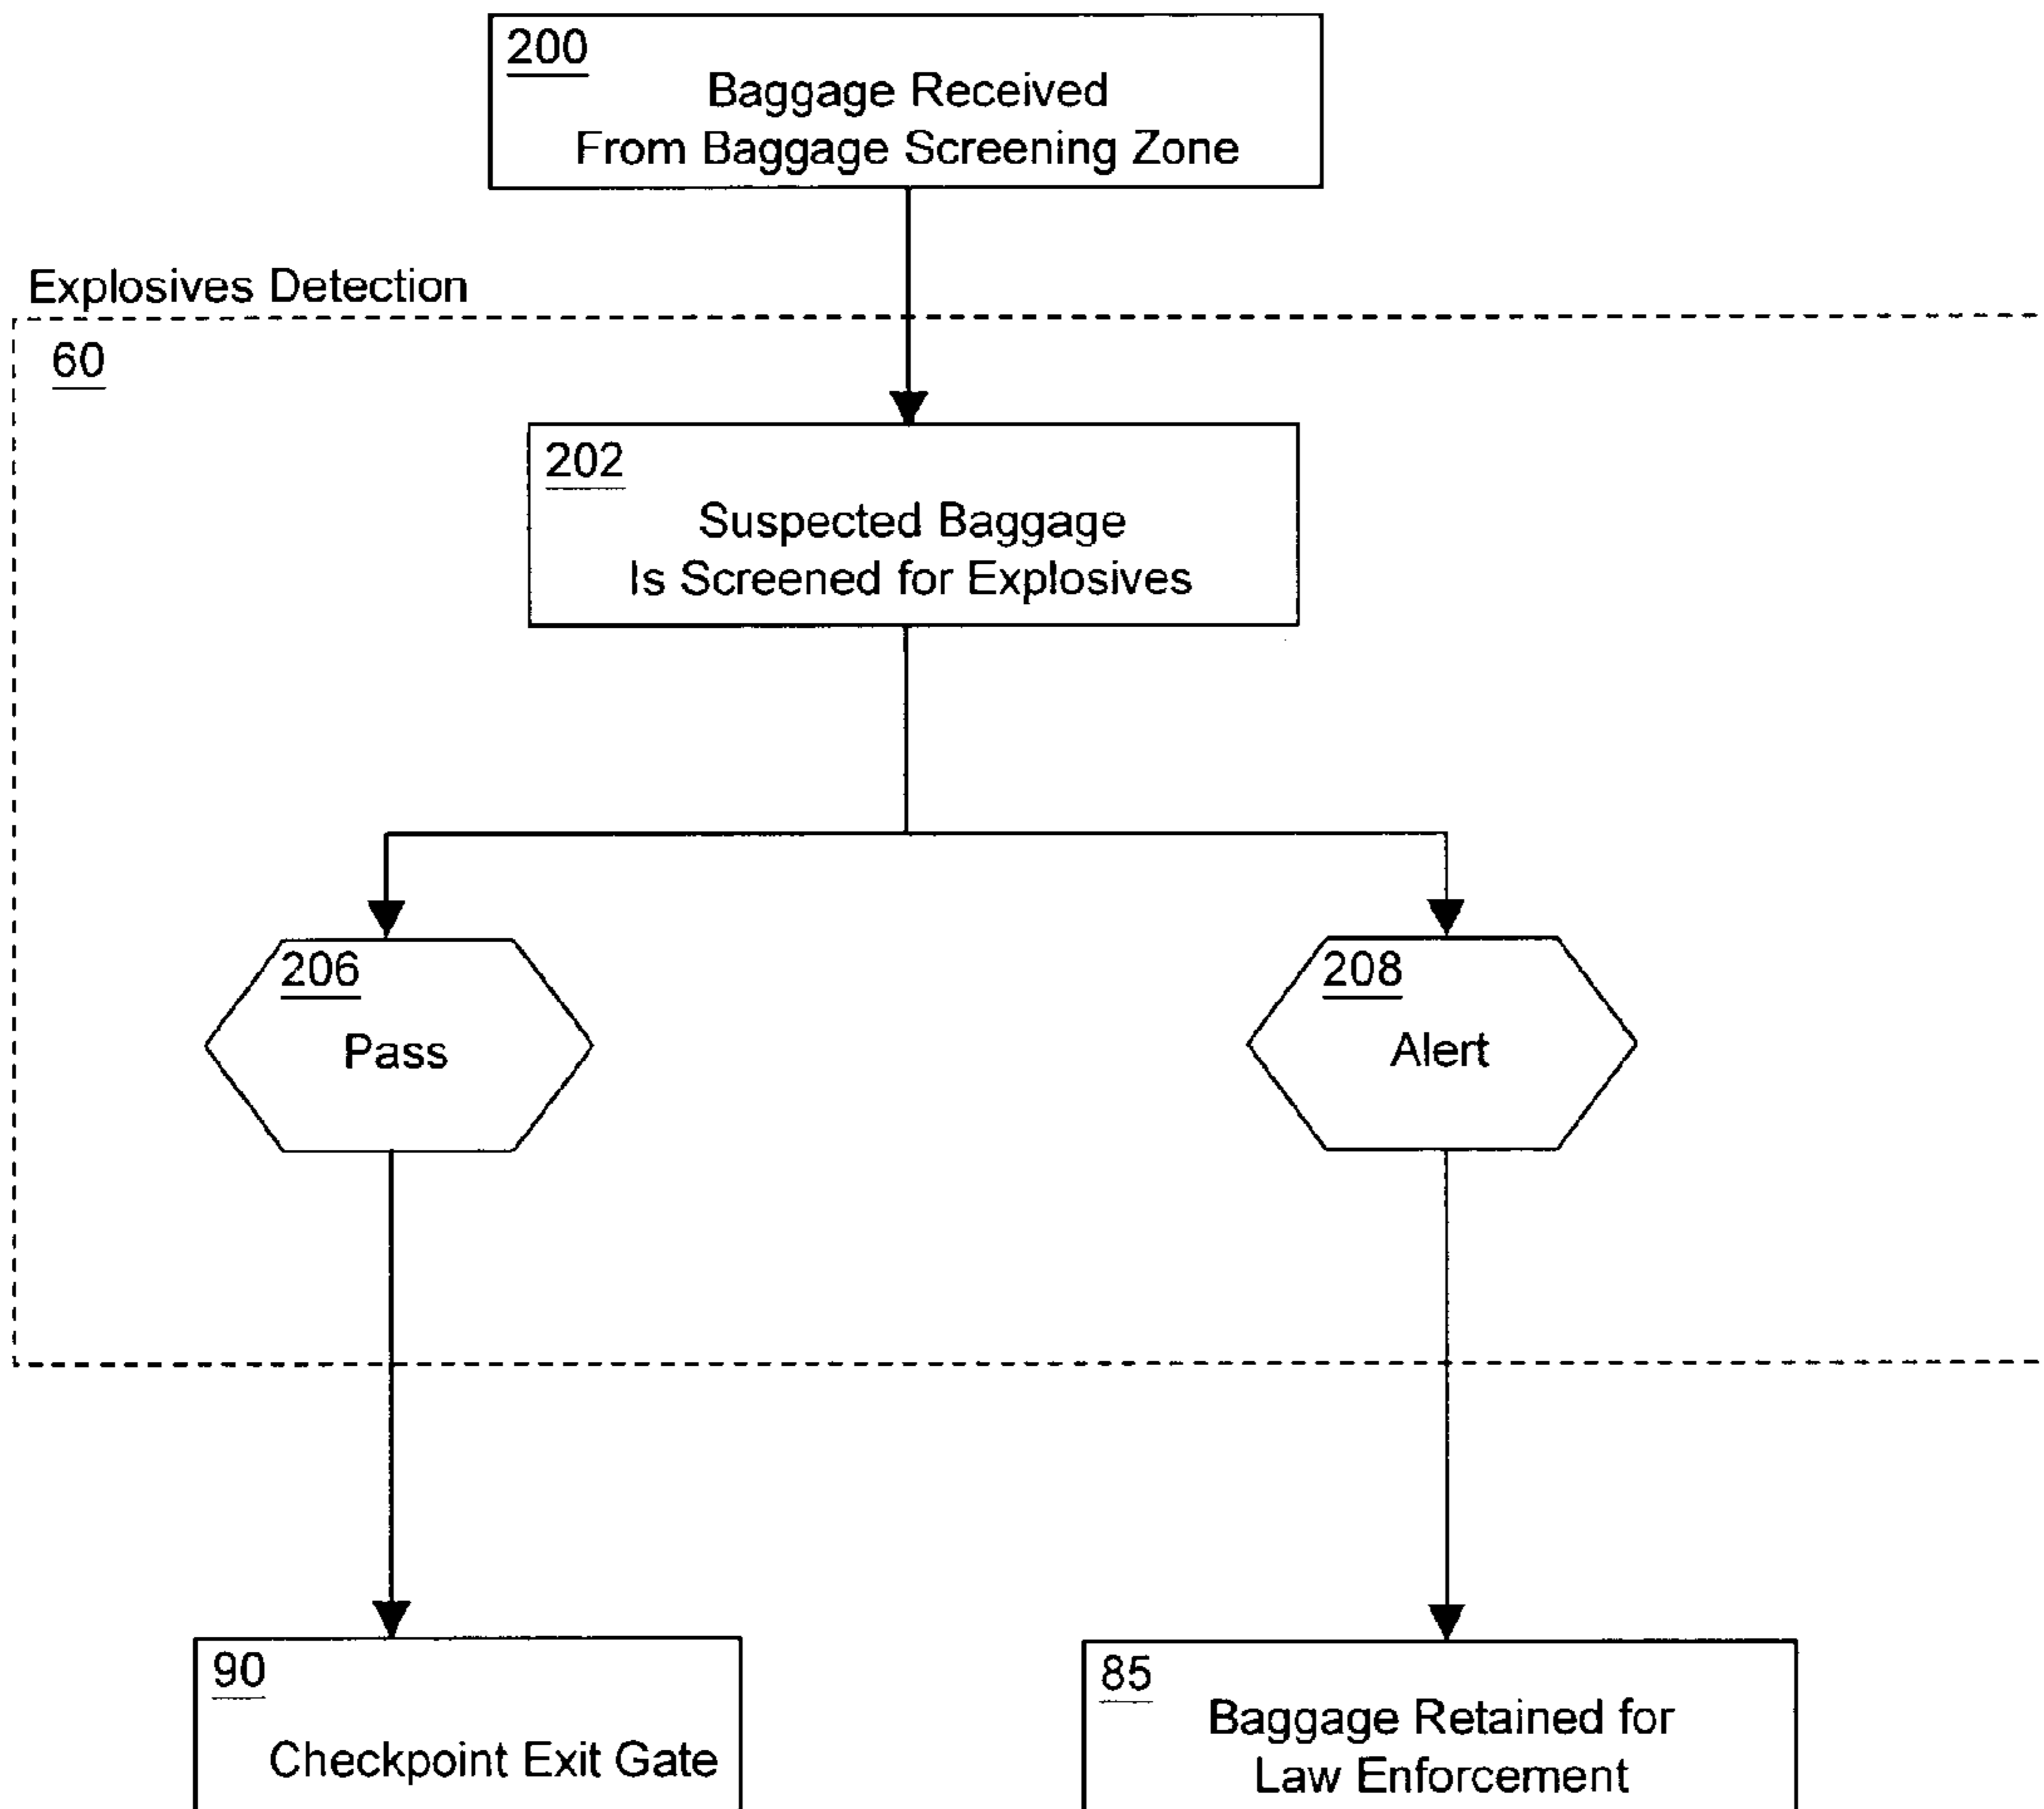 200
Baggage Received
From Baggage Screening Zone
Explosives Detection
60
202
Suspected Baggage
Is Screened for Explosives
206
Pass
208
Alert
90
Checkpoint Exit Gate
85
Baggage Retained for
Law Enforcement